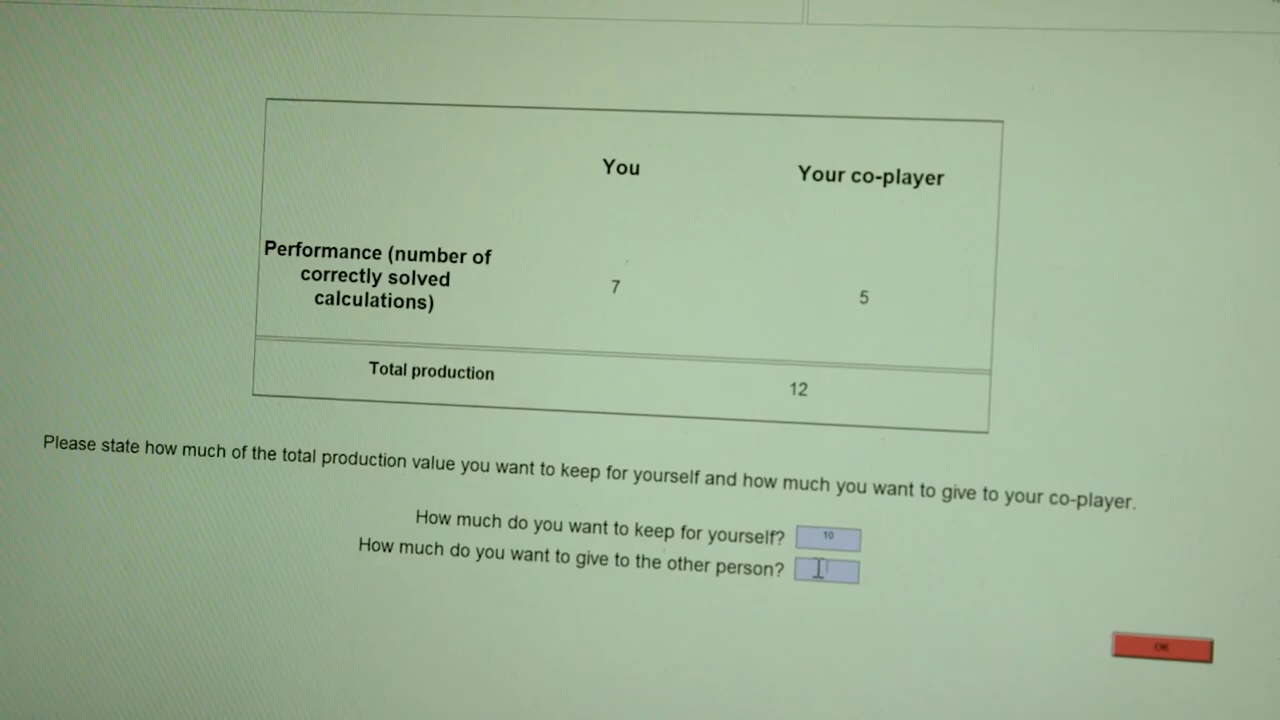 You
Your co-player
Performance (number of
correctly solved
calculations)
7
5
Total production
12
Please state how much of the total production value you want to keep for yourself and how much you want to give to your co-player.
How much do you want to keep for yourself? 10
How much do you want to give to the other person?
OK